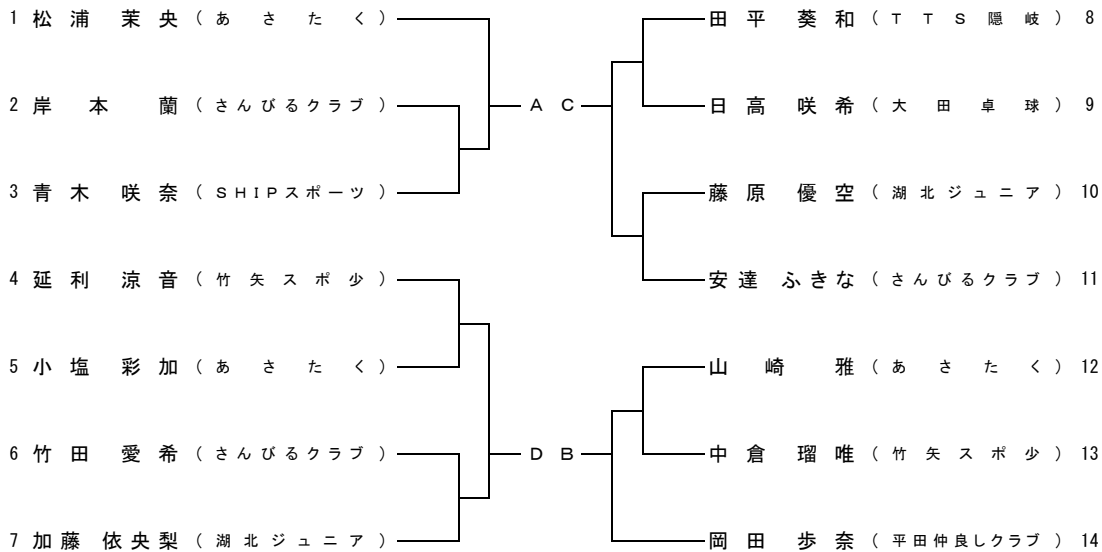 1 松浦 茉央 （あさたく） 田平 葵和 （ＴＴＳ隠岐） 8
2 岸本 蘭 （さんびるクラブ） Ａ Ｃ 日高 咲希 （大田卓球） 9
3 青木 咲奈 （ＳＨＩＰスポーツ） 藤原 優空 （湖北ジュニア） 10
4 延利 涼音 （竹矢スポ少） 安達 ふきな （さんびるクラブ） 11
5 小塩 彩加 （あさたく） 山崎 雅 （あさたく） 12
6 竹田 愛希 （さんびるクラブ） Ｄ Ｂ 中倉 瑠唯 （竹矢スポ少） 13
7 加藤 依央梨 （湖北ジュニア） 岡田 歩奈 （平田仲良しクラブ） 14